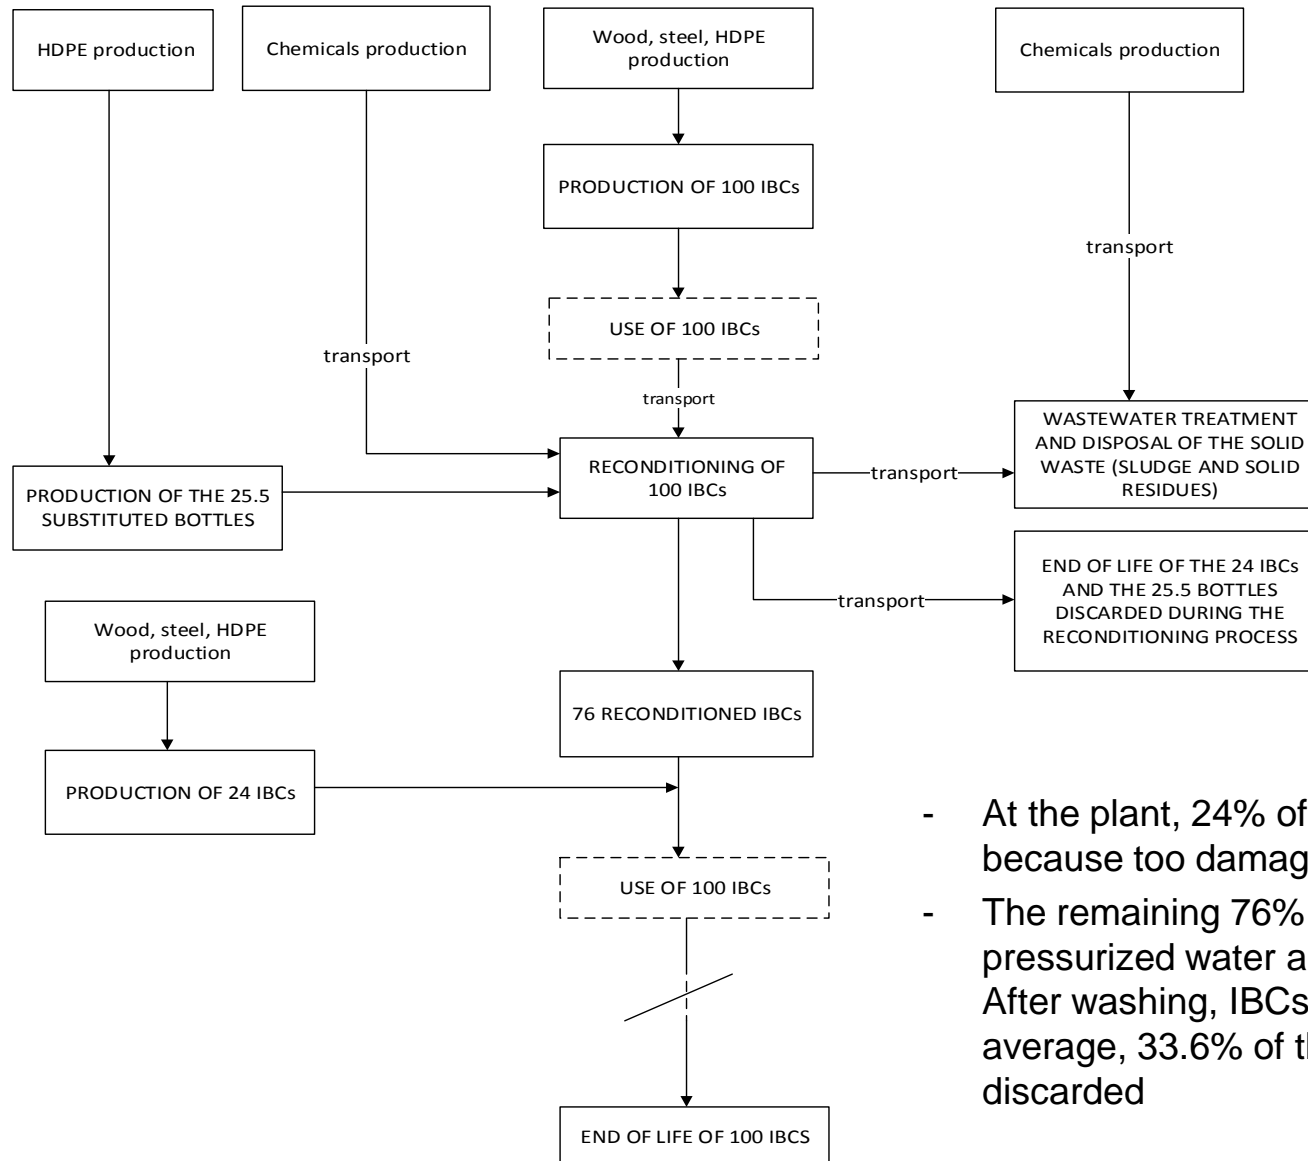 HDPE production
Chemicals production
Wood, steel, HDPE
production
Chemicals production
PRODUCTION OF 100 IBCs
transport
USE OF 100 IBCs
transport
transport
WASTEWATER TREATMENT
AND DISPOSAL OF THE SOLID
WASTE (SLUDGE AND SOLID
RESIDUES)
RECONDITIONING OF
100 IBCs
transport
PRODUCTION OF THE 25.5
SUBSTITUTED BOTTLES
END OF LIFE OF THE 24 IBCs
AND THE 25.5 BOTTLES
DISCARDED DURING THE
RECONDITIONING PROCESS
transport
Wood, steel, HDPE
production
76 RECONDITIONED IBCs
PRODUCTION OF 24 IBCs
USE OF 100 IBCs
END OF LIFE OF 100 IBCS
- At the plant, 24% of
because too damag
- The remaining 76%
pressurized water a
After washing, IBCs
average, 33.6% of t
discarded